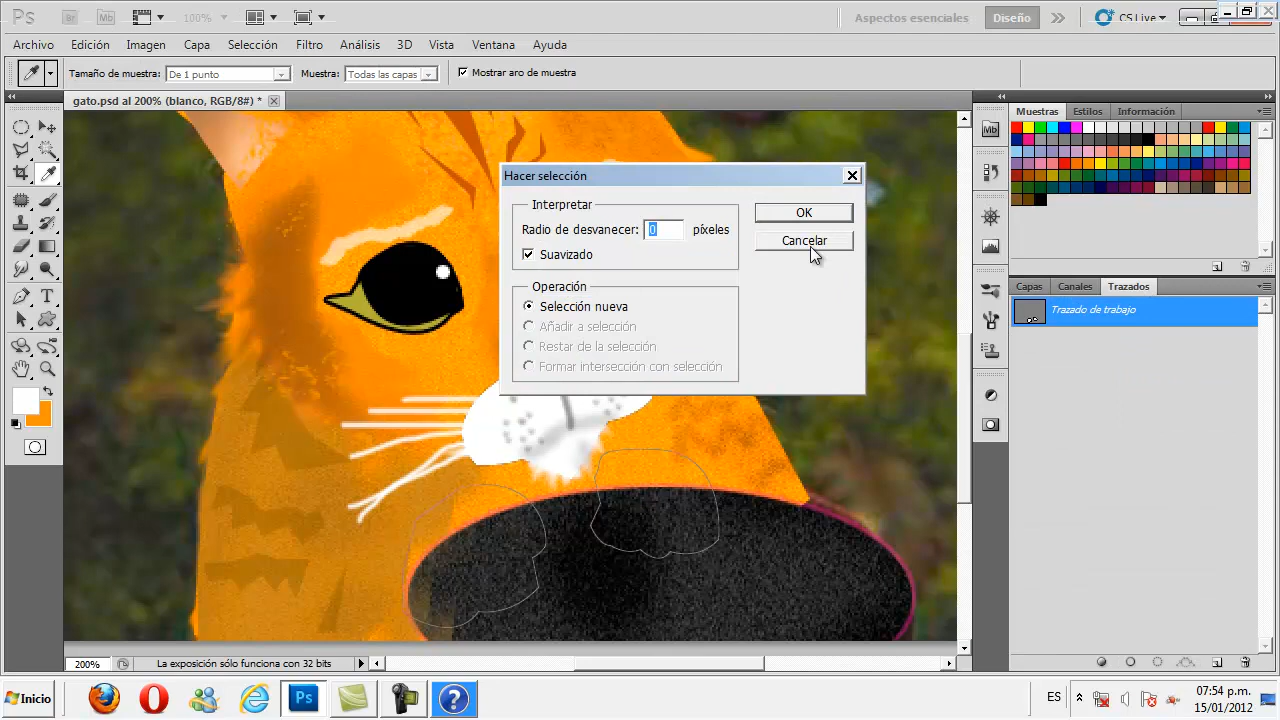 Ps Br Mb 100% Aspectos esenciales Diseño CS Live
Archivo Edición Imagen Capa Selección Filtro Análisis 3D Vista Ventana Ayuda
Tamaño de muestra: De 1 punto Muestra: Todas las capas Mostrar aro de muestra
gato.psd al 200% (blanco, RGB/8#) *
Hacer selección
Interpretar
Radio de desvanecer: 0 píxeles
Suavizado
OK
Cancelar
Operación
Selección nueva
Añadir a selección
Restar de la selección
Formar intersección con selección
Mb
Muestras Estilos Información
Capas Canales Trazados
Trazado de trabajo
T
200% La exposición sólo funciona con 32 bits
Inicio Ps ? ES 07:54 p.m.
15/01/2012